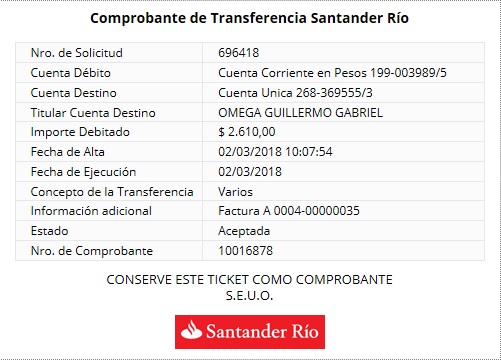 Comprobante de Transferencia Santander Río
Nro. de Solicitud 696418
Cuenta Débito Cuenta Corriente en Pesos 199-003989/5
Cuenta Destino Cuenta Unica 268-369555/3
Titular Cuenta Destino OMEGA GUILLERMO GABRIEL
Importe Debitado $ 2.610,00
Fecha de Alta 02/03/2018 10:07:54
Fecha de Ejecución 02/03/2018
Concepto de la Transferencia Varios
Información adicional Factura A 0004-00000035
Estado Aceptada
Nro. de Comprobante 10016878
CONSERVE ESTE TICKET COMO COMPROBANTE
S.E.U.O.
Santander Río